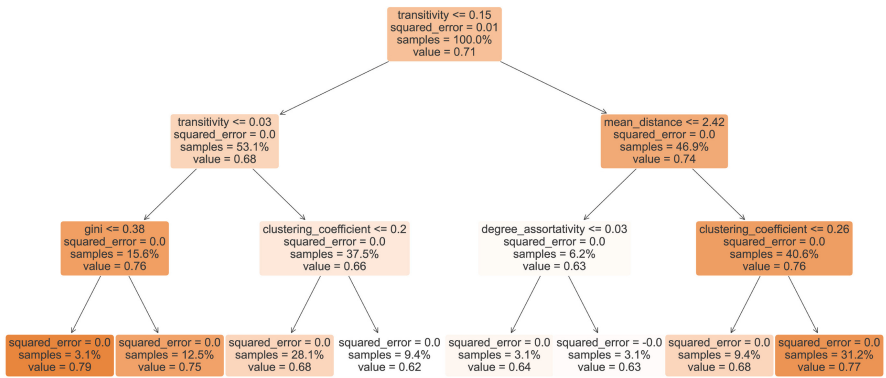 transitivity <= 0.15
squared_error = 0.01
samples = 100.0%
value = 0.71
transitivity <= 0.03
squared_error = 0.0
samples = 53.1%
value = 0.68
mean_distance <= 2.42
squared_error = 0.0
samples = 46.9%
value = 0.74
gini <= 0.38
squared_error = 0.0
samples = 15.6%
value = 0.76
clustering_coefficient <= 0.2
squared_error = 0.0
samples = 37.5%
value = 0.66
degree_assortativity <= 0.03
squared_error = 0.0
samples = 6.2%
value = 0.63
clustering_coefficient <= 0.26
squared_error = 0.0
samples = 40.6%
value = 0.76
squared_error = 0.0
samples = 3.1%
value = 0.79
squared_error = 0.0
samples = 12.5%
value = 0.75
squared_error = 0.0
samples = 28.1%
value = 0.68
squared_error = 0.0
samples = 9.4%
value = 0.62
squared_error = 0.0
samples = 3.1%
value = 0.64
squared_error = -0.0
samples = 3.1%
value = 0.63
squared_error = 0.0
samples = 9.4%
value = 0.68
squared_error = 0.0
samples = 31.2%
value = 0.77